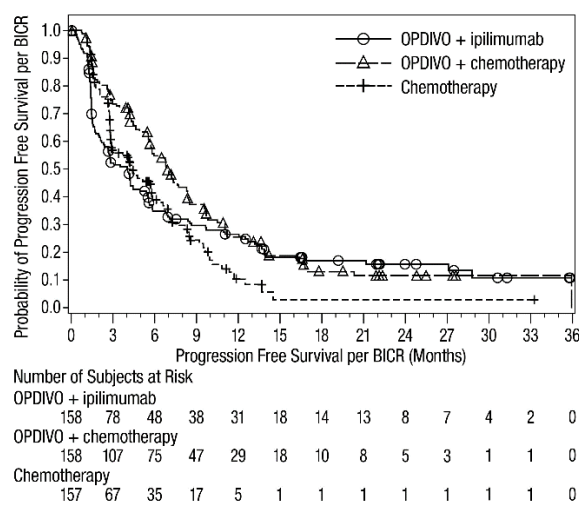 Probability of Progression Free Survival per BICR
1.0
0.9
0.8
0.7
0.6
0.5
0.4
0.3
0.2
0.1
0.0
OPDIVO + ipilimumab
OPDIVO + chemotherapy
Chemotherapy
0 3 6 9 12 15 18 21 24 27 30 33 36
Progression Free Survival per BICR (Months)
Number of Subjects at Risk
OPDIVO + ipilimumab
158 78 48 38 31 18 14 13 8 7 4 2 0
OPDIVO + chemotherapy
158 107 75 47 29 18 10 8 5 3 1 1 0
Chemotherapy
157 67 35 17 5 1 1 1 1 1 1 1 0